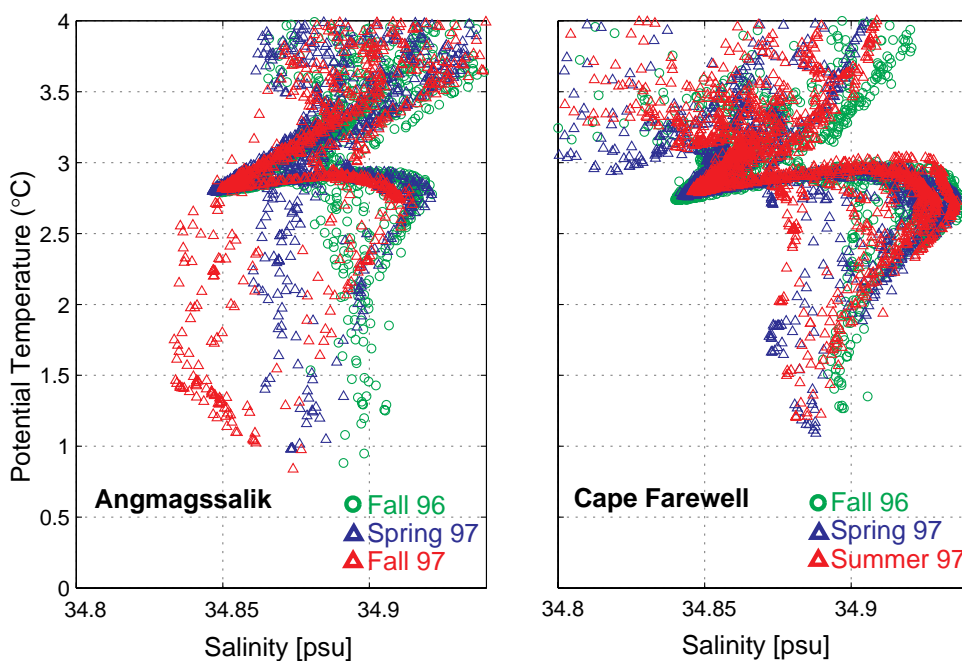 4
3.5
3
2.5
2
1.5
1
0.5
0
Potential Temperature (°C)
34.8
34.85
34.9
Salinity [psu]
Angmagssalik
Fall 96
Spring 97
Fall 97
34.8
34.85
34.9
Salinity [psu]
Cape Farewell
Fall 96
Spring 97
Summer 97